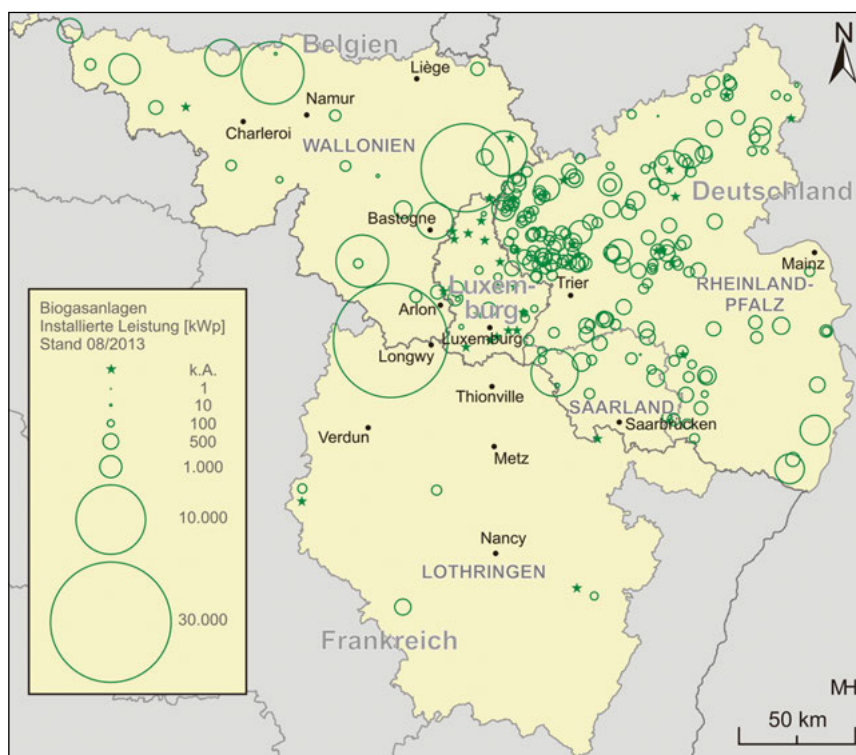 Belgien
N
Liège
Namur
Charleroi
WALLONIEN
Deutschland
Bastogne
Mainz
Luxem-
burg
Trier
RHEINLAND-
PFALZ
Arlon
Luxemburg
Longwy
Thionville
SAARLAND
Saarbrücken
Verdun
Metz
Nancy
LOTHRINGEN
Frankreich
Biogasanlagen
Installierte Leistung [kWp]
Stand 08/2013
k.A.
1
10
100
500
1.000
10.000
30.000
50 km